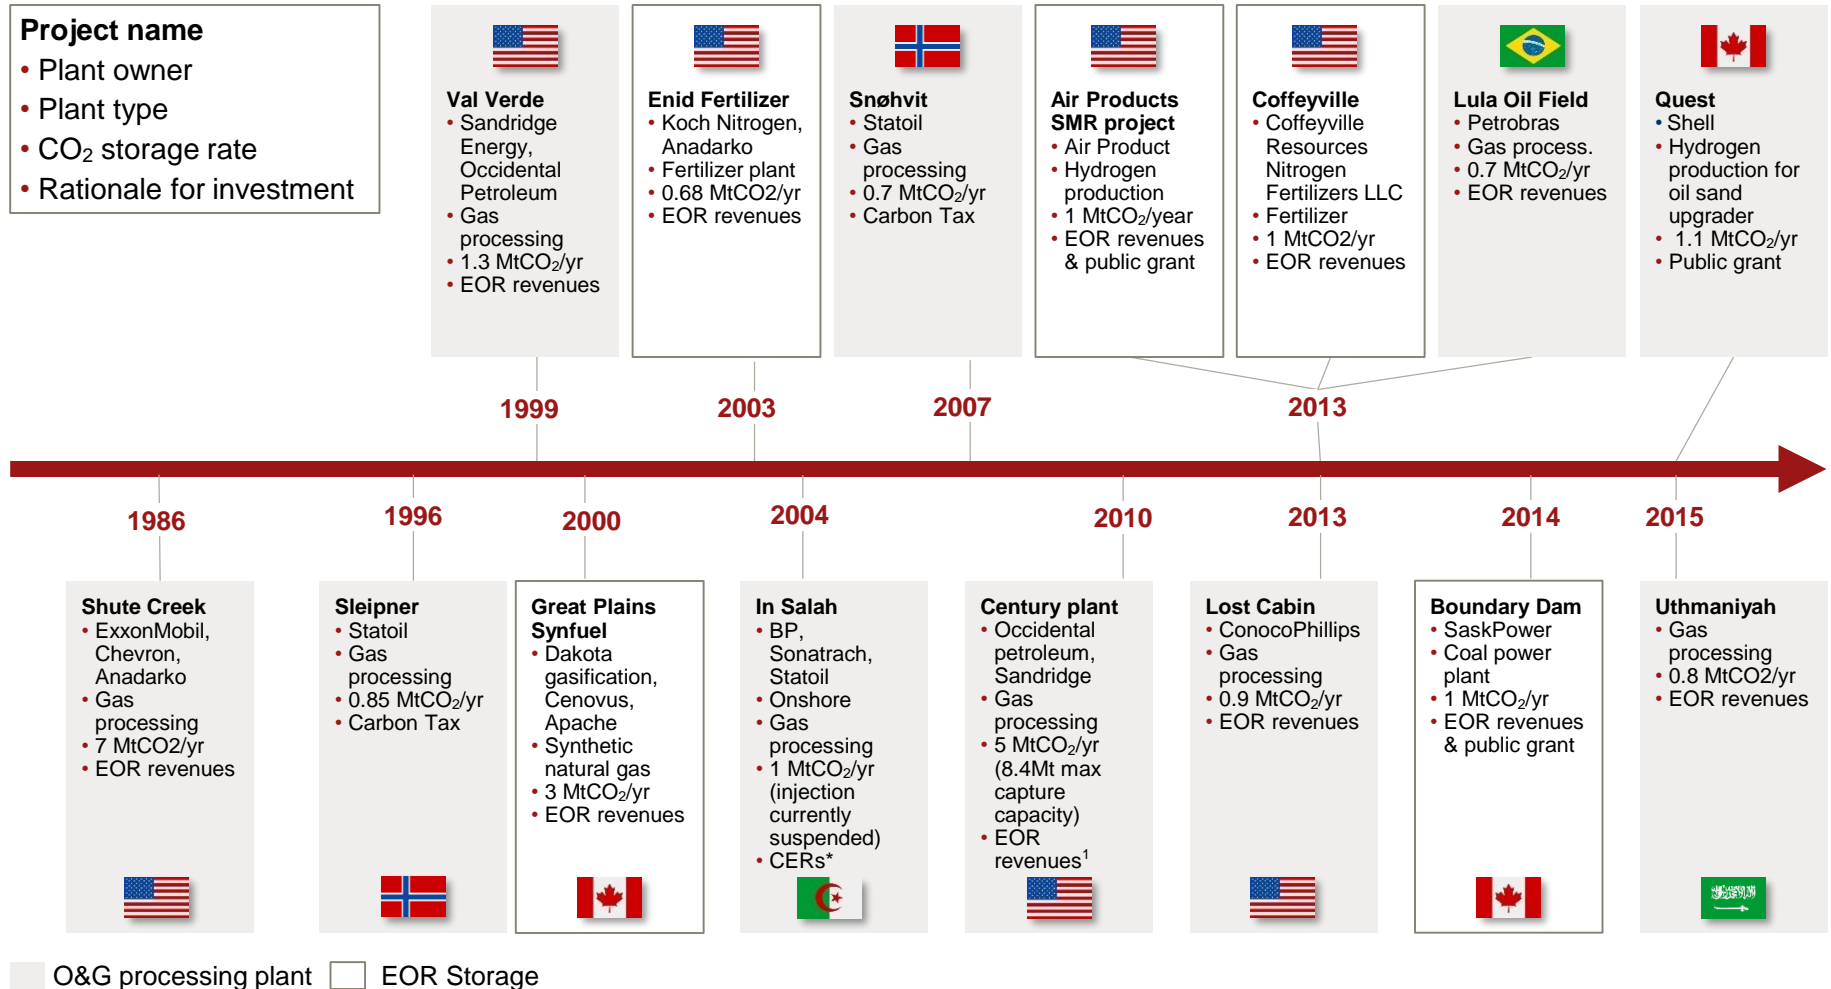 Project name
• Plant owner
• Plant type
• CO₂ storage rate
• Rationale for investment
Val Verde
• Sandridge
Energy,
Occidental
Petroleum
• Gas
processing
• 1.3 MtCO₂/yr
• EOR revenues
Enid Fertilizer
• Koch Nitrogen,
Anadarko
• Fertilizer plant
• 0.68 MtCO2/yr
• EOR revenues
Snøhvit
• Statoil
• Gas
processing
• 0.7 MtCO₂/yr
• Carbon Tax
Air Products
SMR project
• Air Product
• Hydrogen
production
• 1 MtCO₂/year
• EOR revenues
& public grant
Coffeyville
• Coffeyville
Resources
Nitrogen
Fertilizers LLC
• Fertilizer
• 1 MtCO2/yr
• EOR revenues
Lula Oil Field
• Petrobras
• Gas process.
• 0.7 MtCO₂/yr
• EOR revenues
Quest
• Shell
• Hydrogen
production for
oil sand
upgrader
• 1.1 MtCO₂/yr
• Public grant
1999
2003
2007
2013
1986
1996
2000
2004
2010
2013
2014
2015
Shute Creek
• ExxonMobil,
Chevron,
Anadarko
• Gas
processing
• 7 MtCO2/yr
• EOR revenues
Sleipner
• Statoil
• Gas
processing
• 0.85 MtCO₂/yr
• Carbon Tax
Great Plains
Synfuel
• Dakota
gasification,
Cenovus,
Apache
• Synthetic
natural gas
• 3 MtCO₂/yr
• EOR revenues
In Salah
• BP,
Sonatrach,
Statoil
• Onshore
• Gas
processing
• 1 MtCO₂/yr
(injection
currently
suspended)
• CERs*
Century plant
• Occidental
petroleum,
Sandridge
• Gas
processing
• 5 MtCO₂/yr
(8.4Mt max
capture
capacity)
• EOR
revenues¹
Lost Cabin
• ConocoPhillips
• Gas
processing
• 0.9 MtCO₂/yr
• EOR revenues
Boundary Dam
• SaskPower
• Coal power
plant
• 1 MtCO₂/yr
• EOR revenues
& public grant
Uthmaniyah
• Gas
processing
• 0.8 MtCO2/yr
• EOR revenues
O&G processing plant
EOR Storage